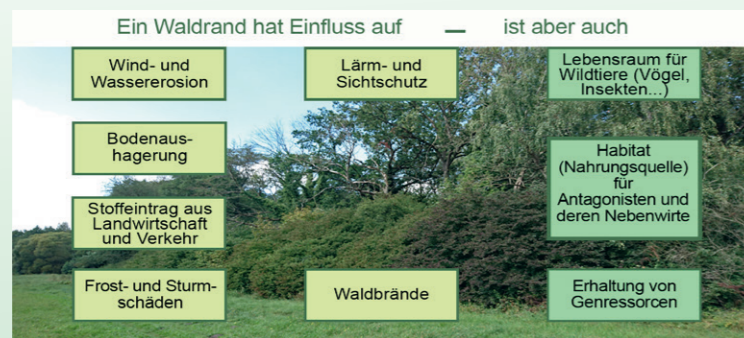 Ein Waldrand hat Einfluss auf — ist aber auch
Wind- und
Wassererosion
Bodenaus-
hagerung
Stoffeintrag aus
Landwirtschaft
und Verkehr
Frost- und Sturm-
schäden
Lärm- und
Sichtschutz
Waldbrände
Lebensraum für
Wildtiere (Vögel,
Insekten...)
Habitat
(Nahrungsquelle)
für
Antagonisten und
deren Nebenwirte
Erhaltung von
Genressorcen